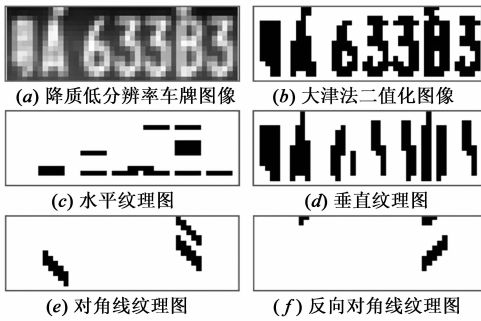 A 633B3
A 633B3
(a) 降质低分辨率车牌图像
(b) 大津法二值化图像
(c) 水平纹理图
(d) 垂直纹理图
(e) 对角线纹理图
(f) 反向对角线纹理图